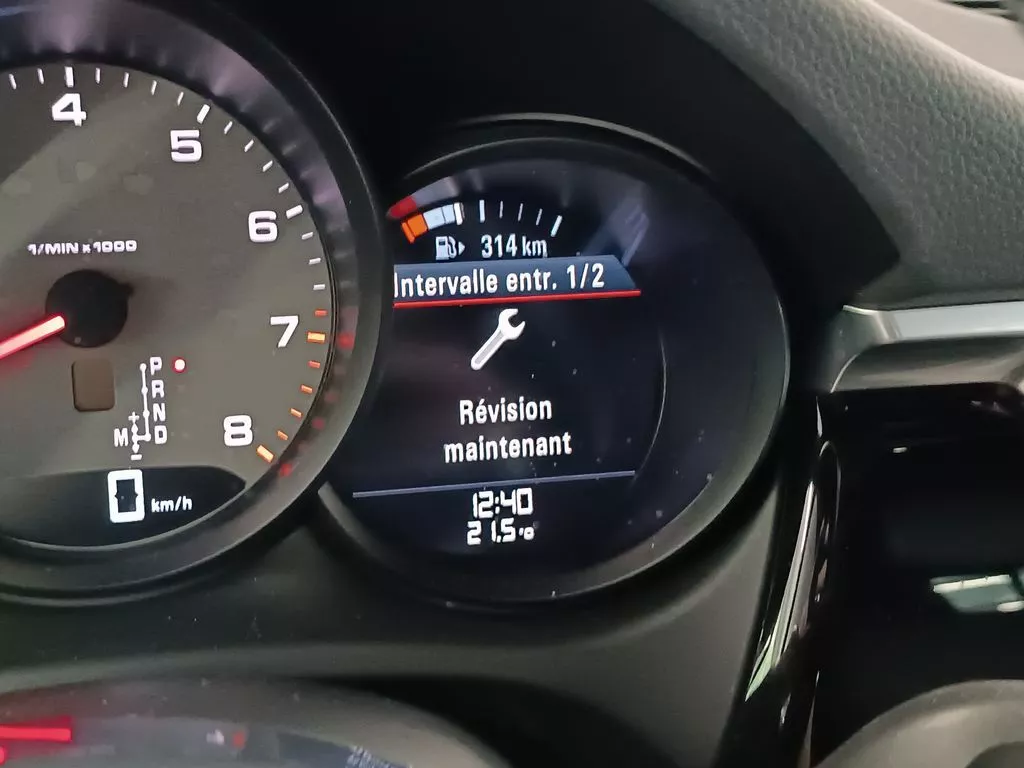 4
5
6
7
8
1/MIN x 1000
P
R
N
M D
+
-
0 km/h
314 km
Intervalle entr. 1/2
Révision
maintenant
12:40
21.5 °C